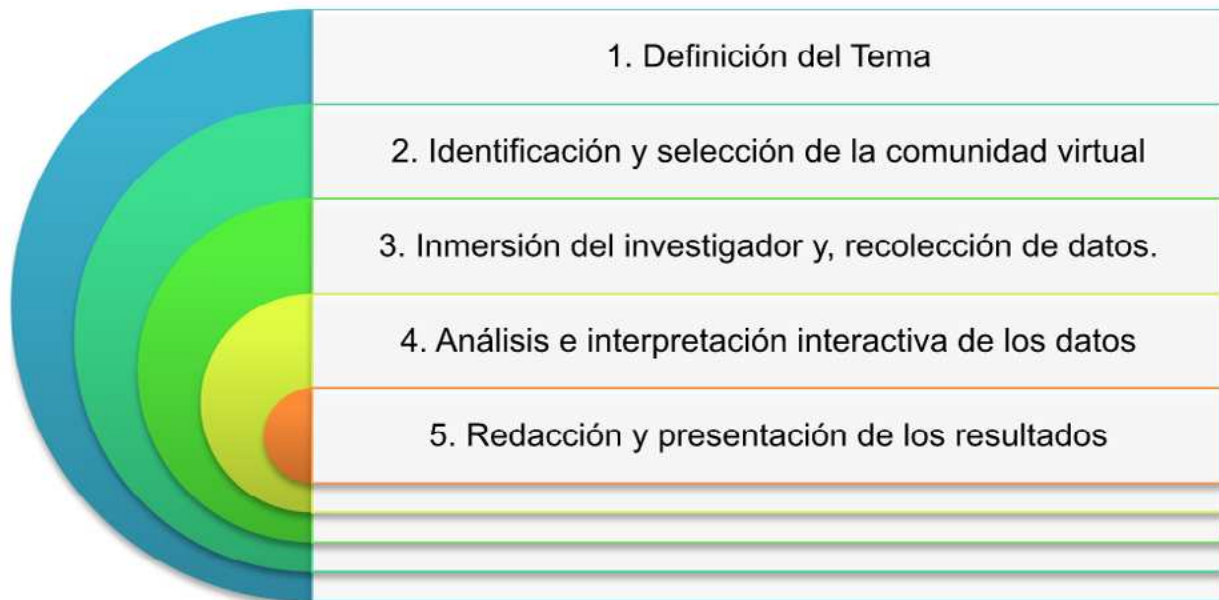 1. Definición del Tema
2. Identificación y selección de la comunidad virtual
3. Inmersión del investigador y, recolección de datos.
4. Análisis e interpretación interactiva de los datos
5. Redacción y presentación de los resultados